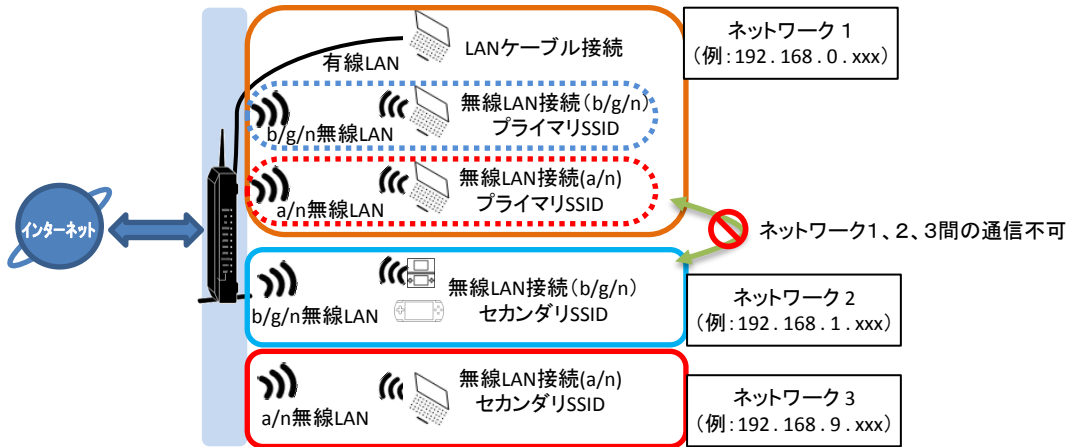 LANケーブル接続
有線LAN
ネットワーク 1
(例:192.168.0.xxx)
無線LAN接続(b/g/n)
プライマリSSID
b/g/n無線LAN
無線LAN接続(a/n)
プライマリSSID
a/n無線LAN
インターネット
ネットワーク1、2、3間の通信不可
無線LAN接続(b/g/n)
セカンダリSSID
b/g/n無線LAN
ネットワーク 2
(例:192.168.1.xxx)
無線LAN接続(a/n)
セカンダリSSID
a/n無線LAN
ネットワーク 3
(例:192.168.9.xxx)